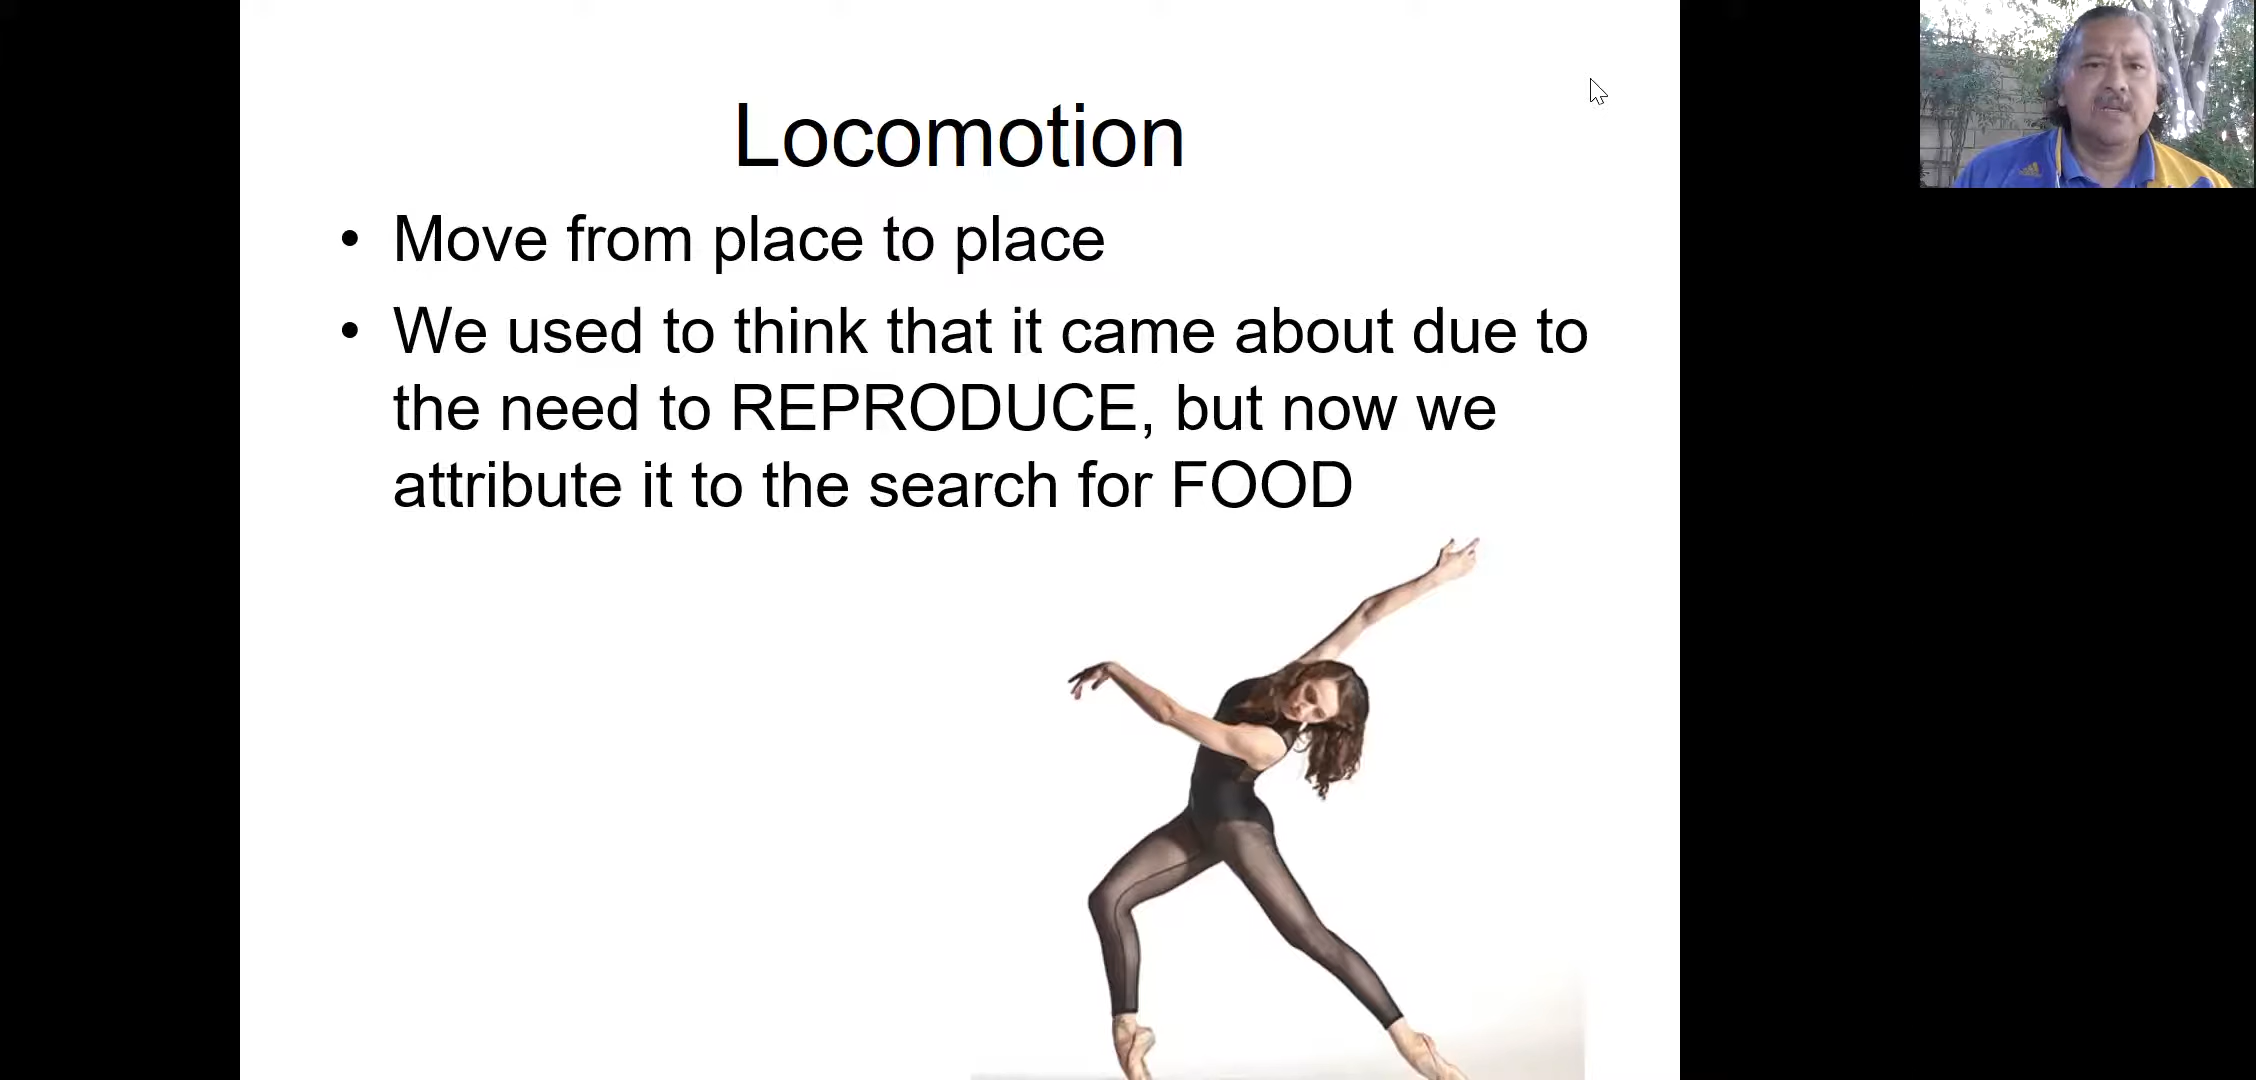 Locomotion
• Move from place to place
• We used to think that it came about due to
the need to REPRODUCE, but now we
attribute it to the search for FOOD